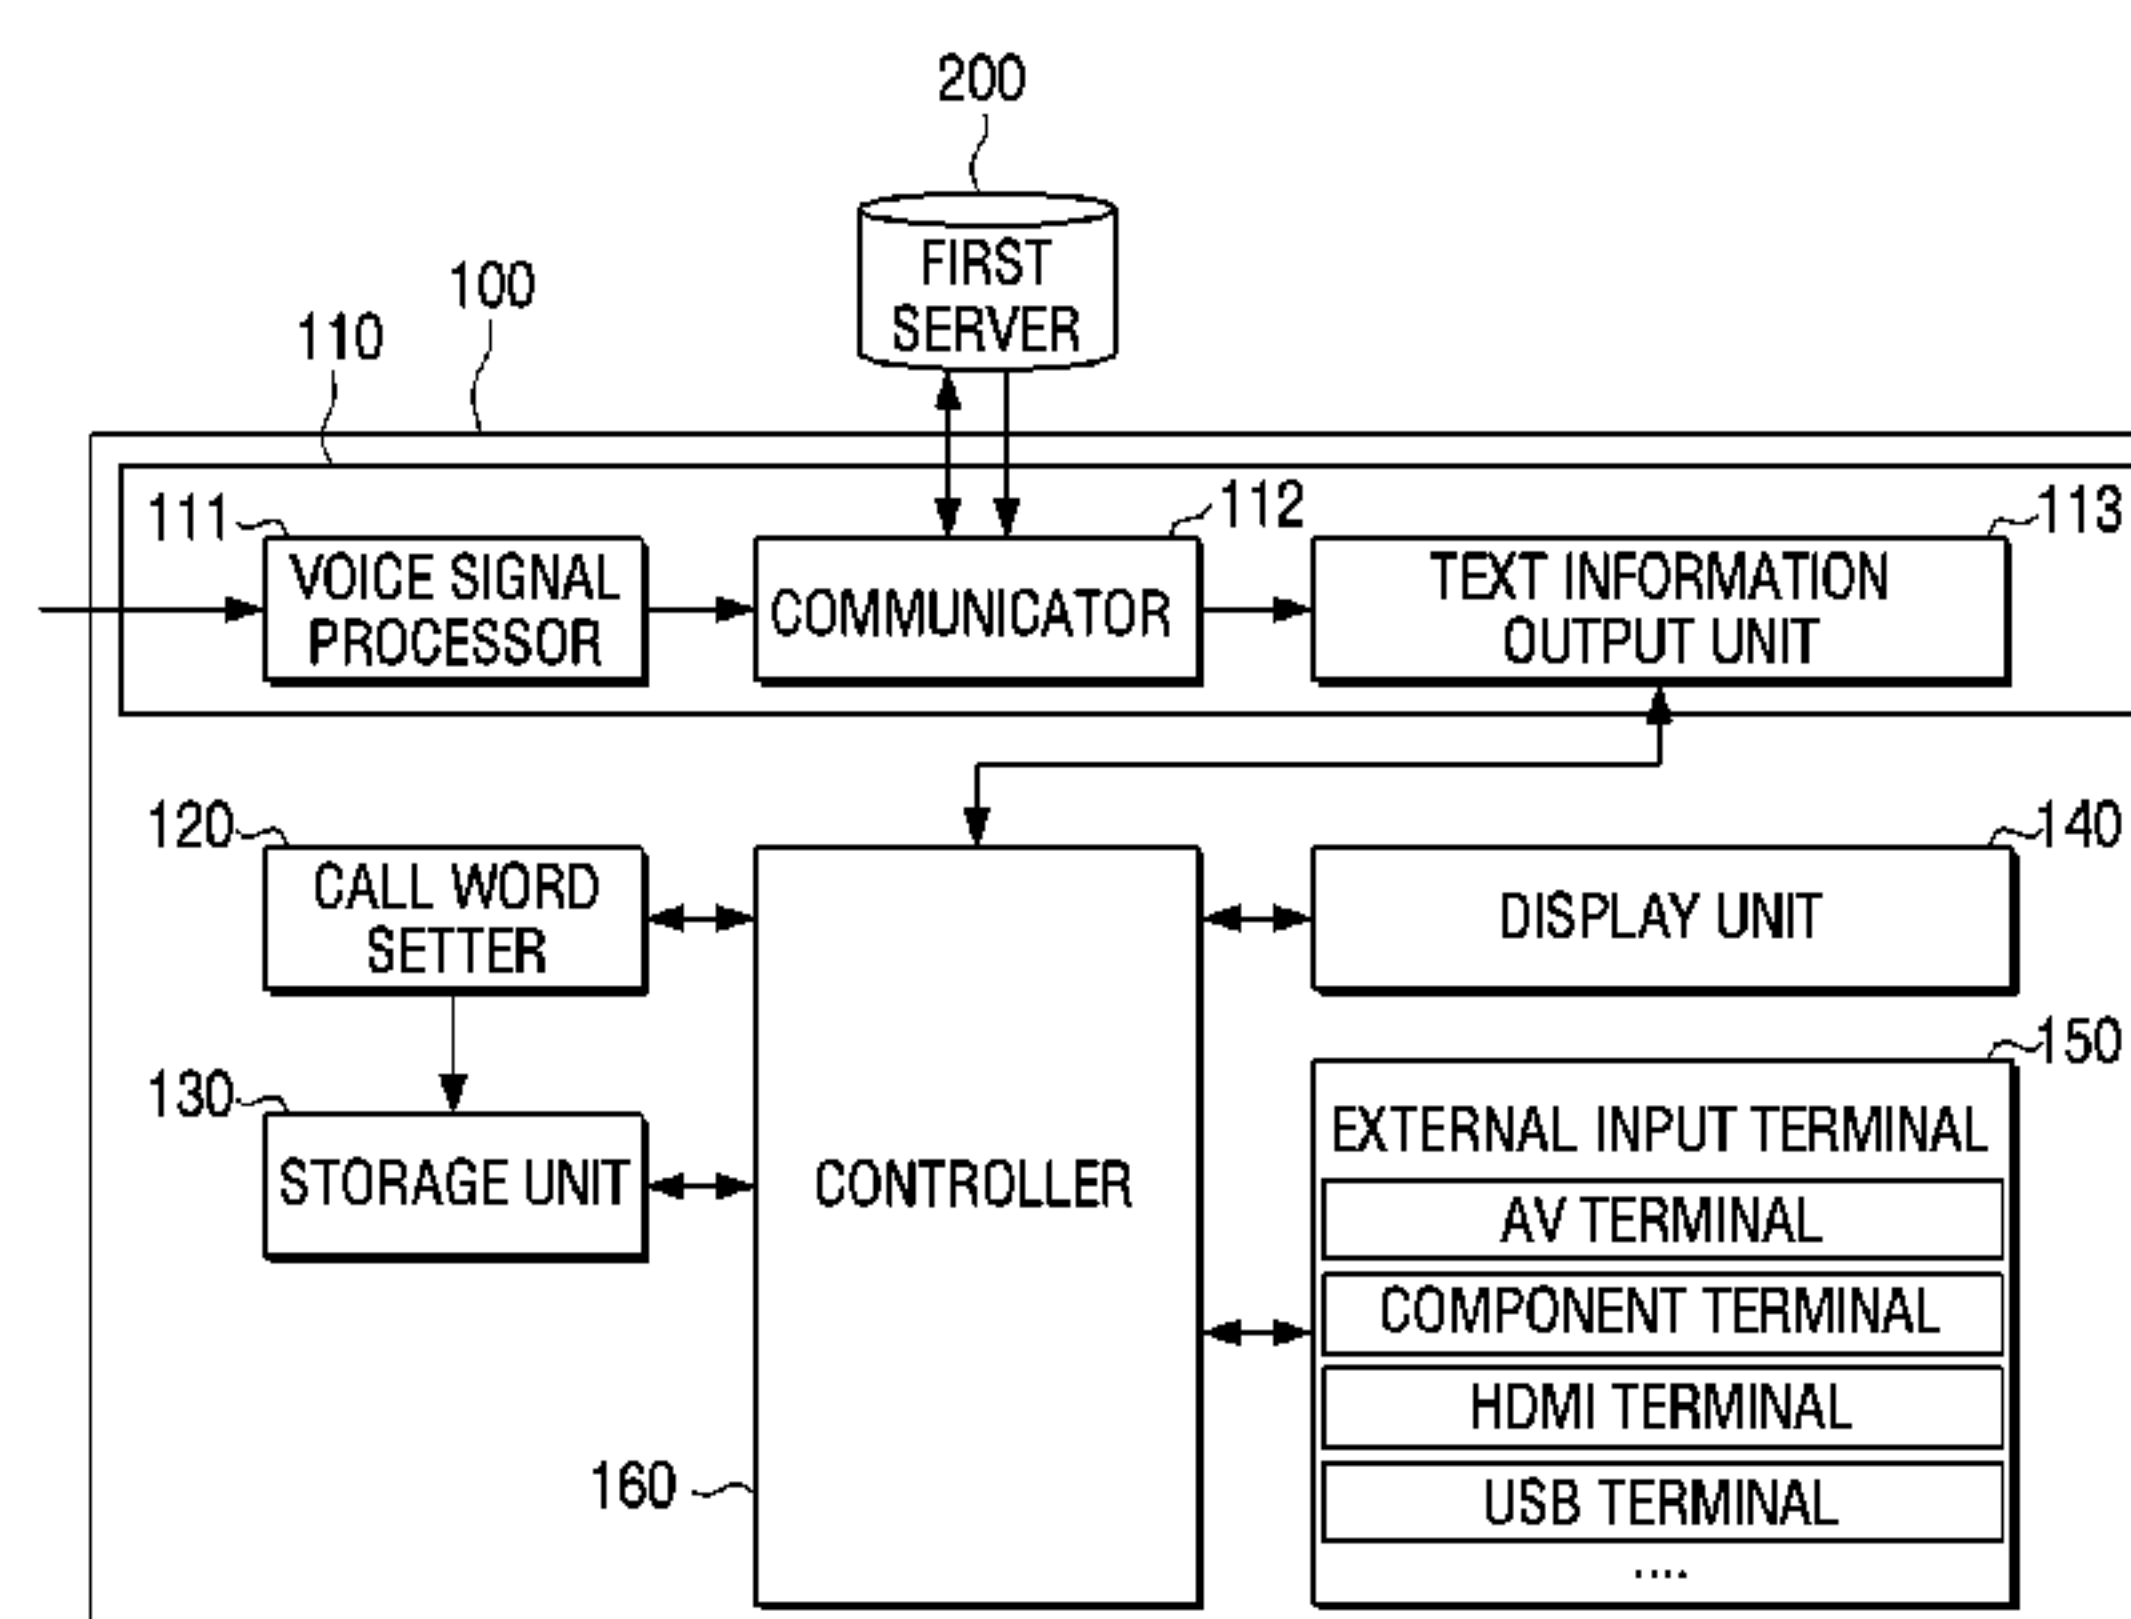 200
FIRST
SERVER
100
110
111
VOICE SIGNAL
PROCESSOR
112
COMMUNICATOR
113
TEXT INFORMATION
OUTPUT UNIT
120
CALL WORD
SETTER
130
STORAGE UNIT
CONTROLLER
160
140
DISPLAY UNIT
150
EXTERNAL INPUT TERMINAL
AV TERMINAL
COMPONENT TERMINAL
HDMI TERMINAL
USB TERMINAL
....